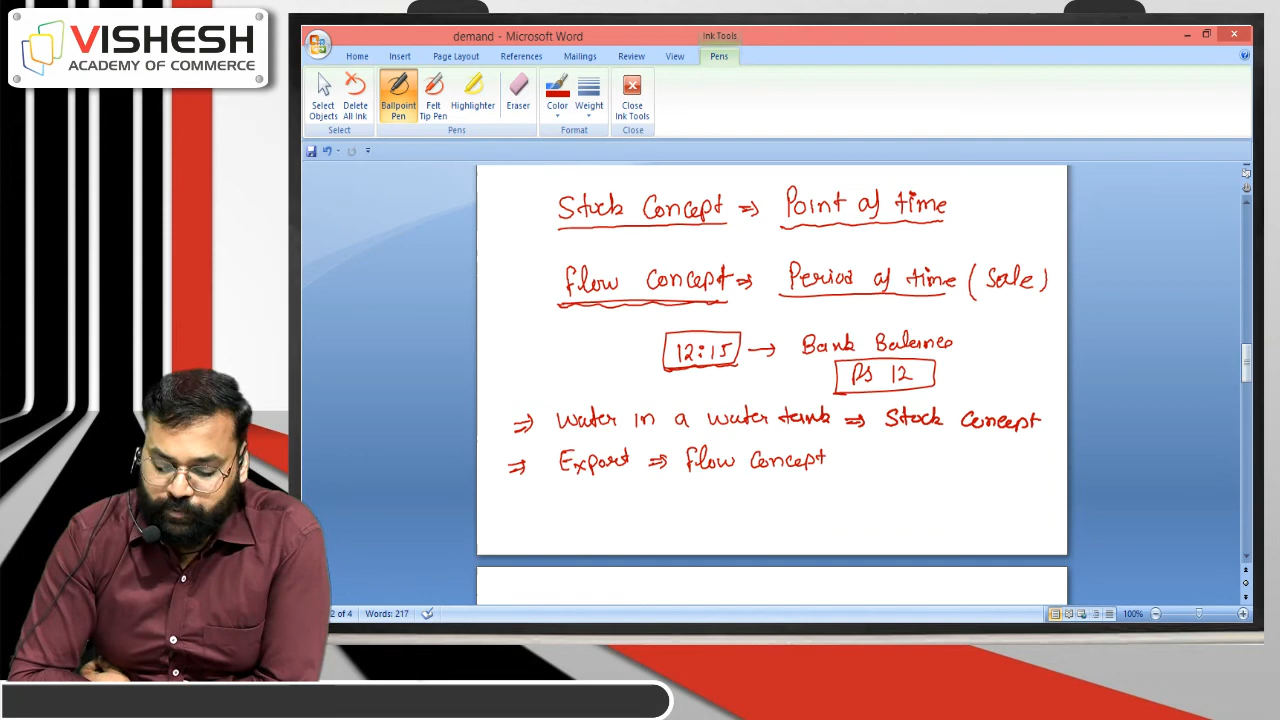 VISHESH
ACADEMY OF COMMERCE
demand - Microsoft Word
Ink Tools
Home Insert Page Layout References Mailings Review View Pens
Select Objects
Delete All Ink
Ballpoint Pen
Felt Tip Pen
Highlighter
Eraser
Color
Weight
Close Ink Tools
Select Pens Format Close
Stock Concept ⇒ Point of time
flow concept ⇒ Period of time (Sale)
12:15 → Bank Balance
Rs 12
⇒ Water in a water tank ⇒ Stock concept
⇒ Export ⇒ flow concept
2 of 4 Words: 217 100%